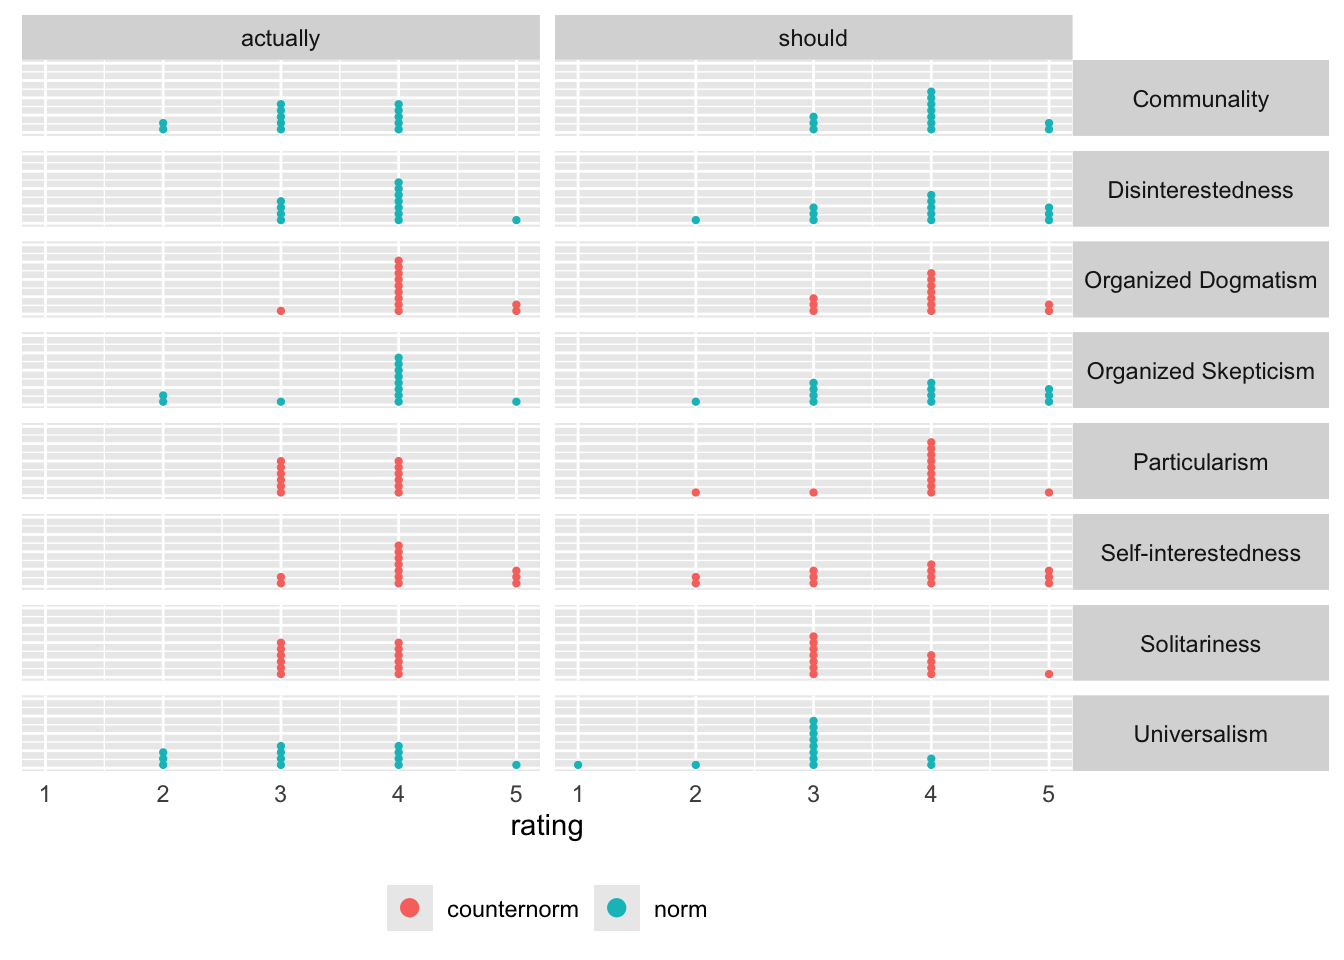 actually should
Communality
Disinterestedness
Organized Dogmatism
Organized Skepticism
Particularism
Self-interestedness
Solitariness
Universalism
1 2 3 4 5 1 2 3 4 5
rating
counternorm norm